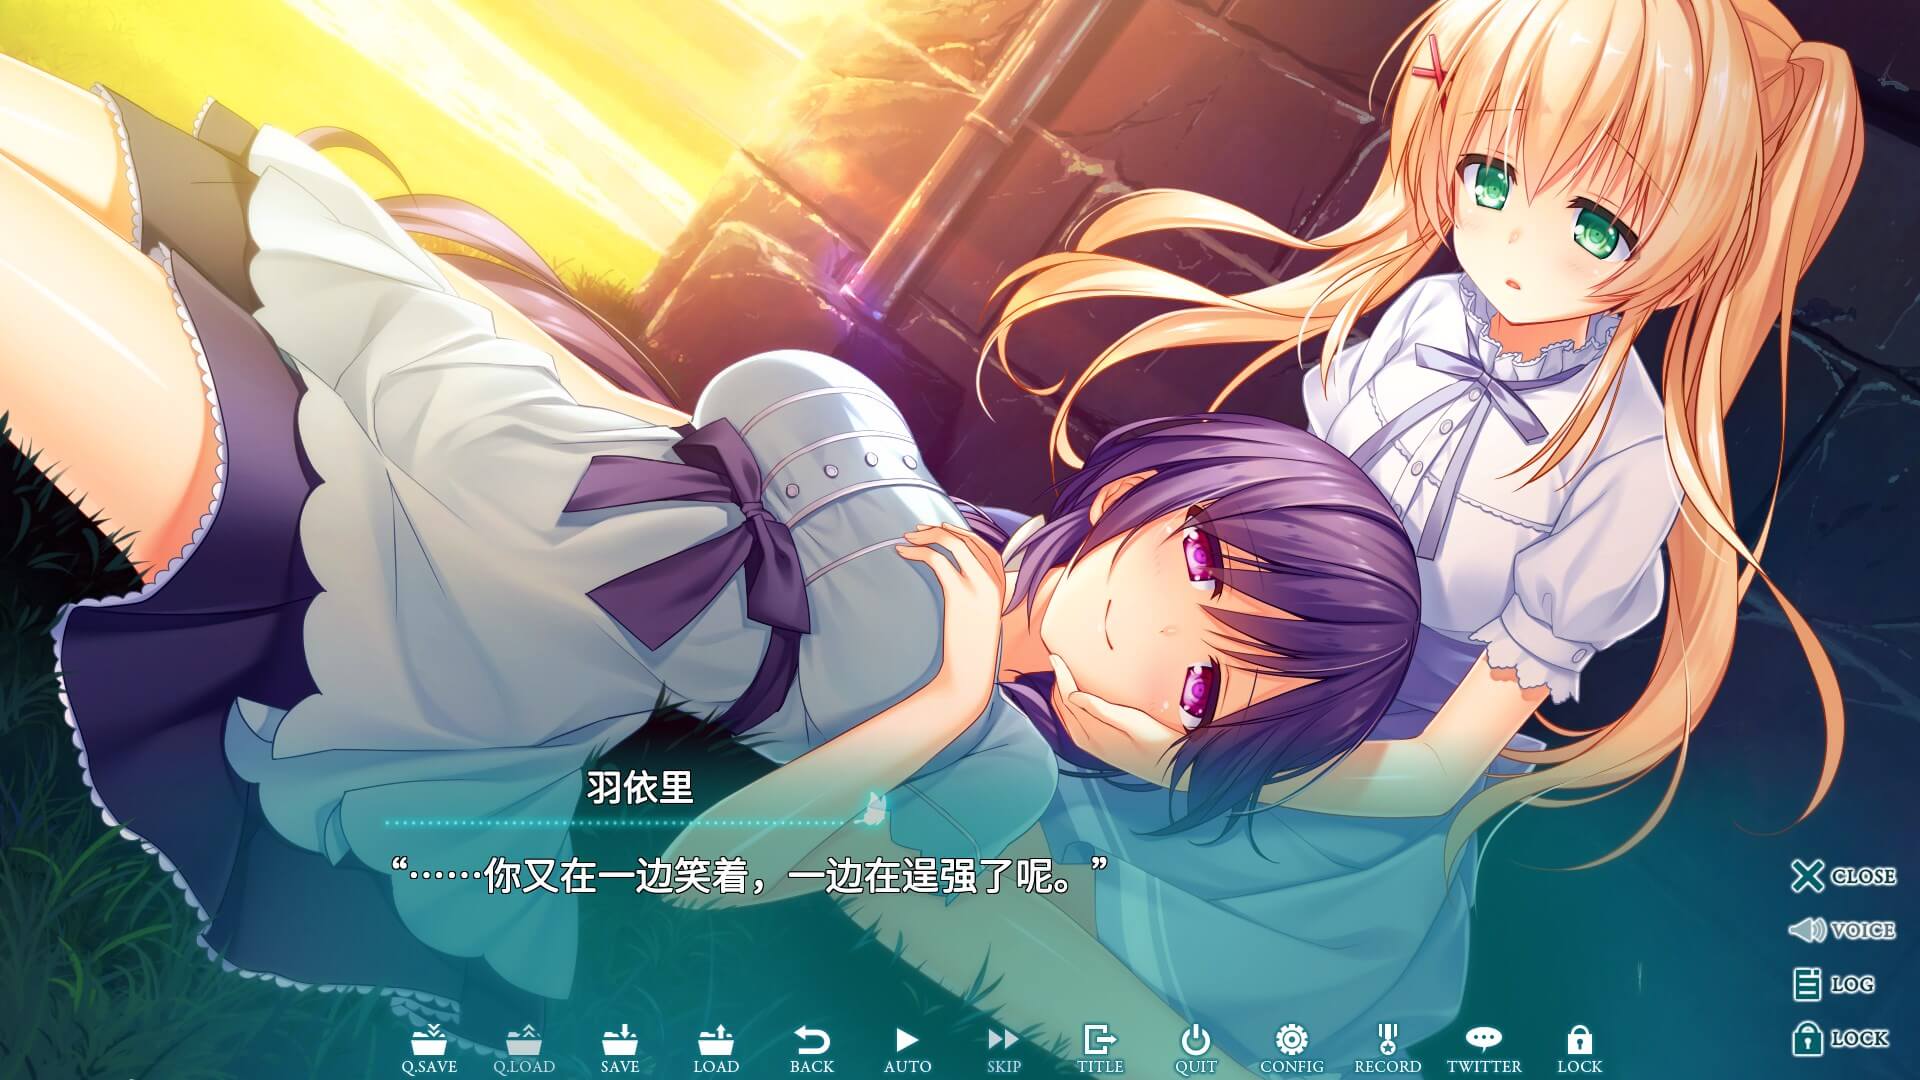 羽依里
“……你又在一边笑着，一边在逞强了呢。”
CLOSE
VOICE
LOG
LOCK
Q.SAVE Q.LOAD SAVE LOAD BACK AUTO SKIP TITLE QUIT CONFIG RECORD TWITTER LOCK